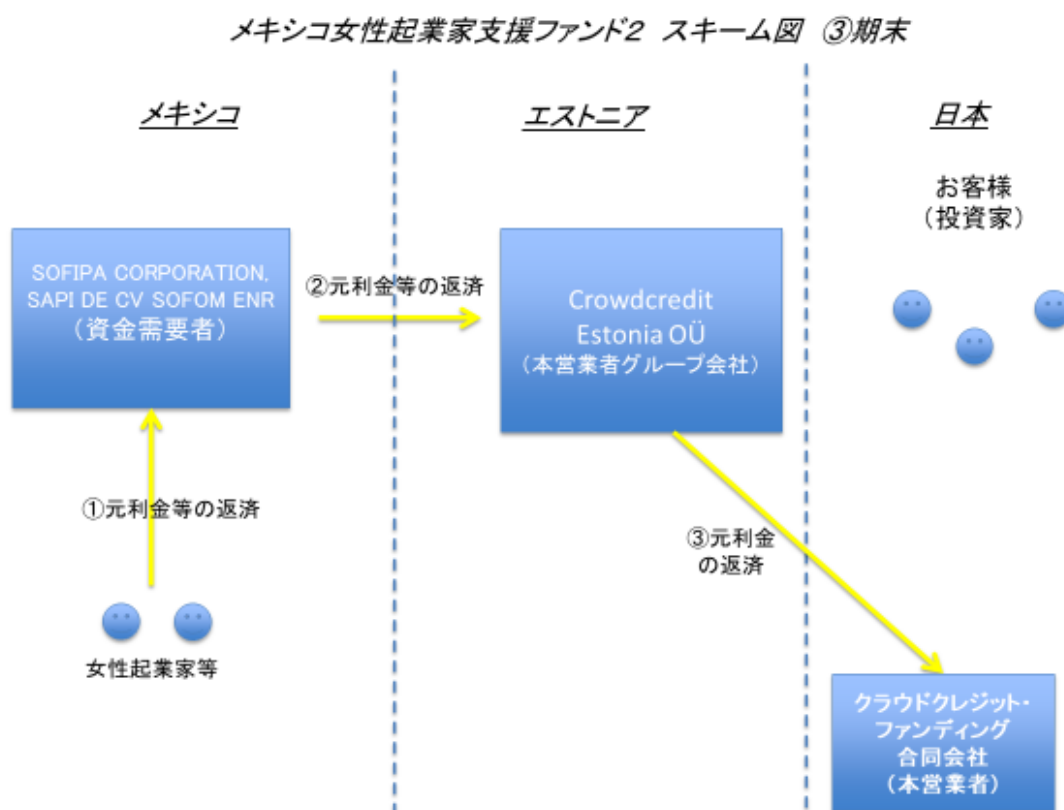 メキシコ女性起業家支援ファンド2 スキーム図 ③期末
メキシコ
エストニア
日本
お客様
(投資家)
SOFIPA CORPORATION,
SAPI DE CV SOFOM ENR
(資金需要者)
②元利金等の返済
Crowdcredit
Estonia OÜ
(本営業者グループ会社)
①元利金等の返済
女性起業家等
③元利金
の返済
クラウドクレジット・
ファンディング
合同会社
(本営業者)